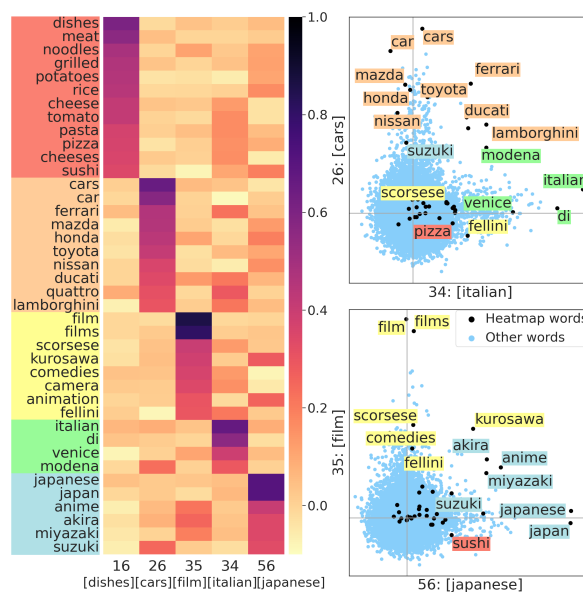 dishes
meat
noodles
grilled
potatoes
rice
cheese
tomato
pasta
pizza
cheeses
sushi
cars
car
ferrari
mazda
honda
toyota
nissan
ducati
quattro
lamborghini
film
films
scorsese
kurosawa
comedies
camera
animation
fellini
italian
di
venice
modena
japanese
japan
anime
akira
miyazaki
suzuki
16 26 35 34 56
[dishes][cars][film][italian][japanese]
1.0
0.8
0.6
0.4
0.2
0.0
26: [cars]
car
cars
mazda
ferrari
honda
toyota
nissan
ducati
lamborghini
suzuki
modena
italian
scorsese
venice
di
pizza
fellini
34: [italian]
35: [film]
Heatmap words
Other words
film
films
scorsese
kurosawa
comedies
akira
anime
fellini
miyazaki
suzuki
japanese
japan
sushi
56: [japanese]